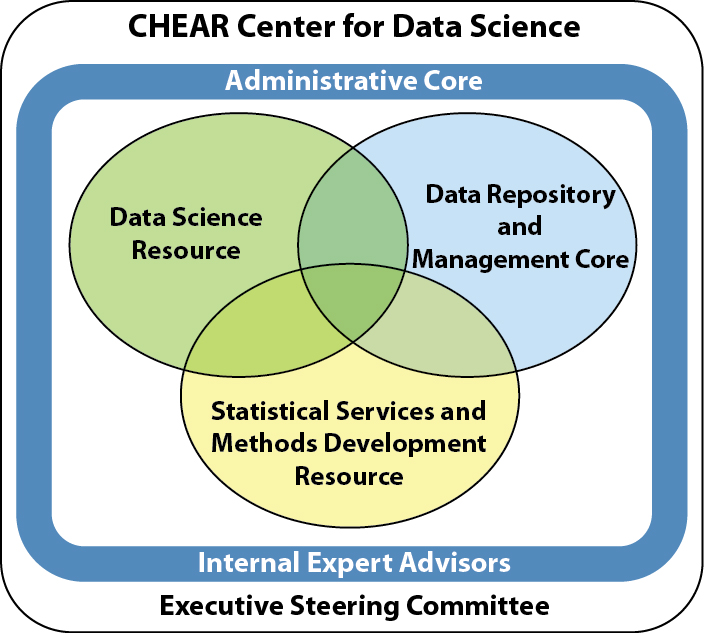 CHEAR Center for Data Science
Administrative Core
Data Science
Resource
Data Repository
and
Management Core
Statistical Services and
Methods Development
Resource
Internal Expert Advisors
Executive Steering Committee